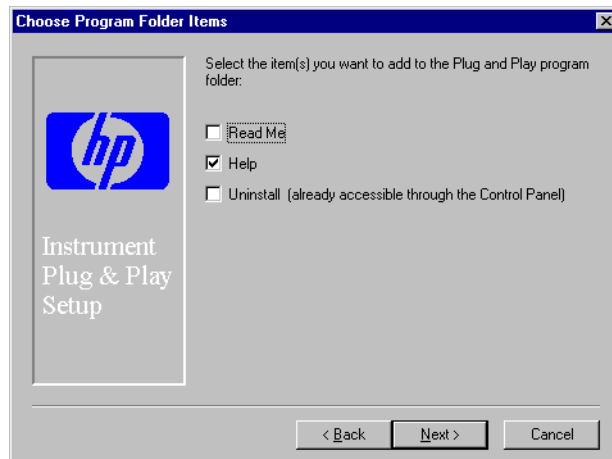 Choose Program Folder Items
Select the item(s) you want to add to the Plug and Play program
folder:
Read Me
Help
Uninstall (already accessible through the Control Panel)
hp
Instrument
Plug & Play
Setup
< Back
Next >
Cancel